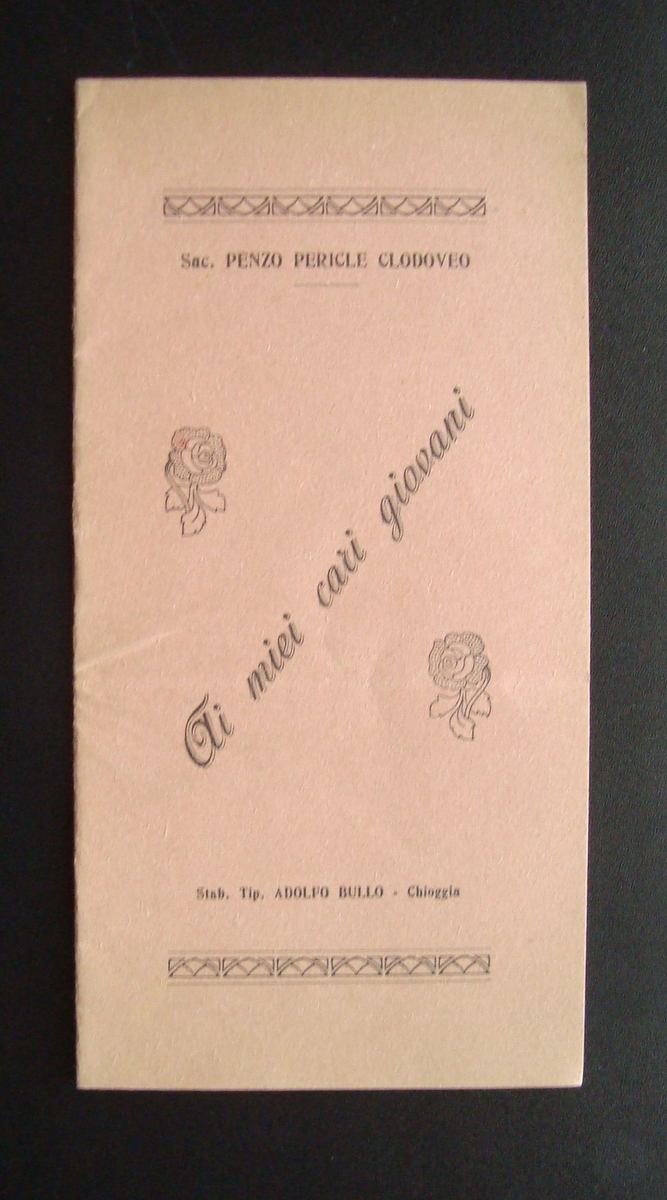 Sac. PENZO PERICLE CLODOVEO
Ai miei cari giovani
Stab. Tip. ADOLFO BULLO - Chioggia